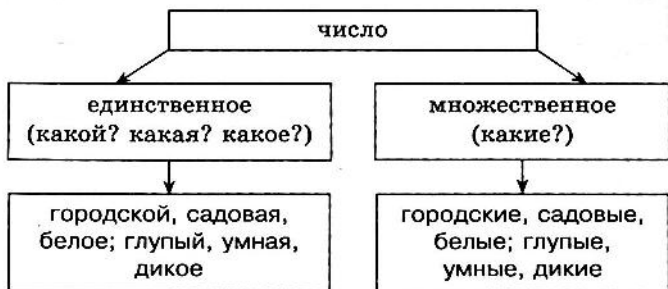 число
единственное
(какой? какая? какое?)
множественное
(какие?)
городской, садовая,
белое; глупый, умная,
дикое
городские, садовые,
белые; глупые,
умные, дикие